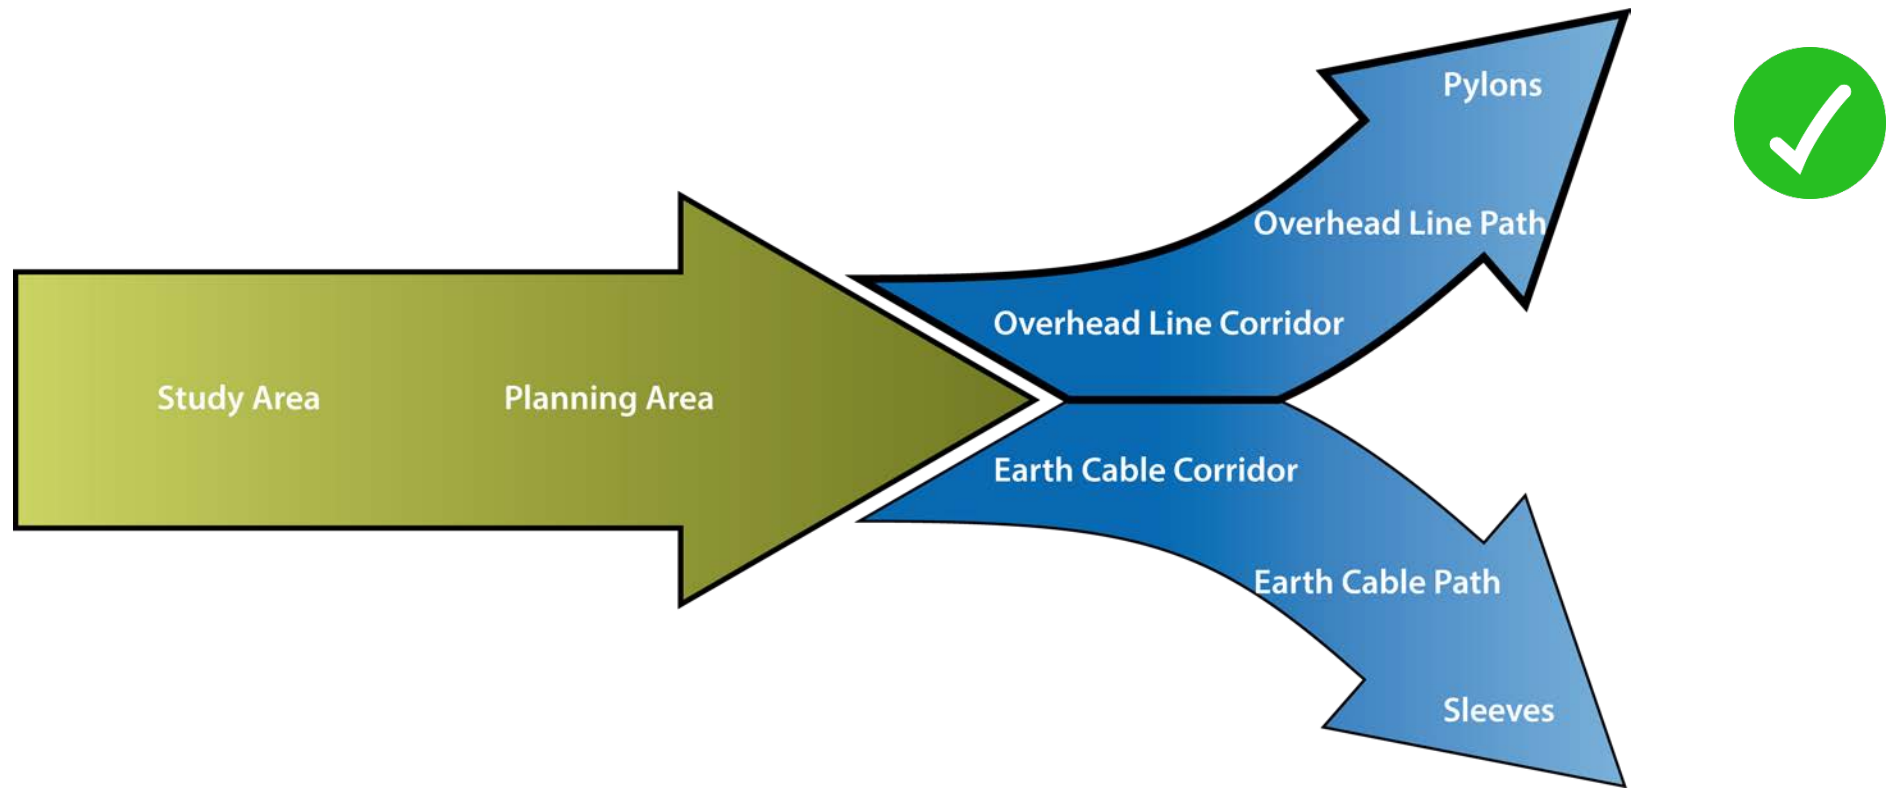 Study Area
Planning Area
Overhead Line Corridor
Overhead Line Path
Pylons
Earth Cable Corridor
Earth Cable Path
Sleeves